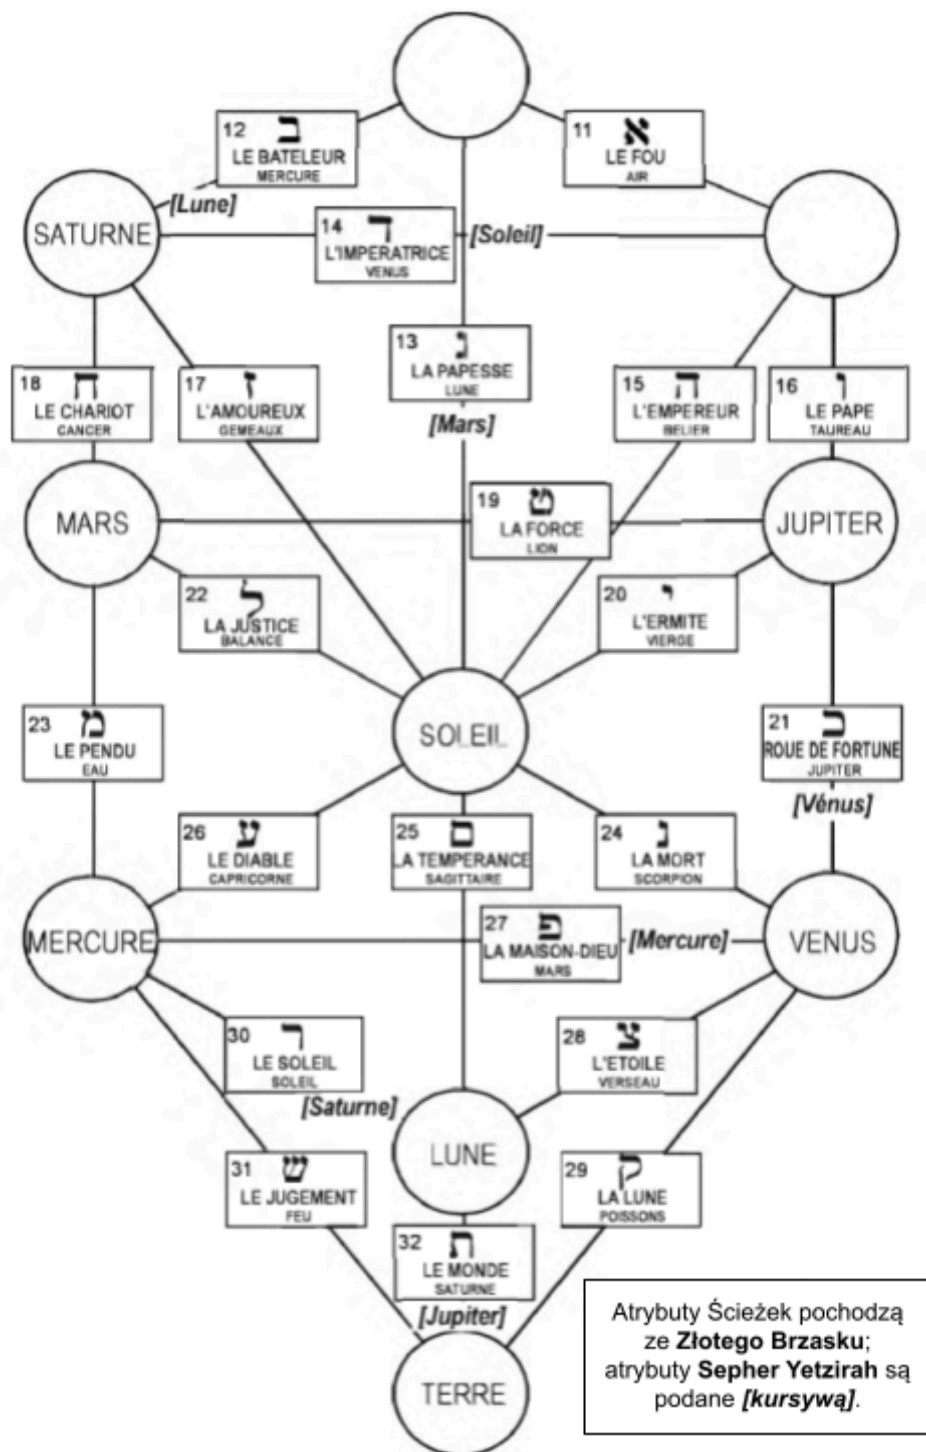 12 ב
LE BATELEUR
MERCURE
11 א
LE FOU
AIR
[Lune]
SATURNE
14 ד
L'IMPERATRICE
VENUS
[Soleil]
13 נ
LA PAPESSE
LUNE
[Mars]
18 ח
LE CHARIOT
CANCER
17 ז
L'AMOUREUX
GEMEAUX
15 ה
L'EMPEREUR
BELIER
16 ו
LE PAPE
TAUREAU
MARS
19 ט
LA FORCE
LION
JUPITER
22 ל
LA JUSTICE
BALANCE
20 י
L'ERMITE
VIERGE
23 מ
LE PENDU
EAU
SOLEIL
21 כ
ROUE DE FORTUNE
JUPITER
[Vénus]
26 ע
LE DIABLE
CAPRICORNE
25 ם
LA TEMPERANCE
SAGITTAIRE
24 נ
LA MORT
SCORPION
MERCURE
27 פ
LA MAISON-DIEU
MARS
[Mercure]
VENUS
30 ר
LE SOLEIL
SOLEIL
[Saturne]
28 צ
L'ETOILE
VERSEAU
LUNE
31 ש
LE JUGEMENT
FEU
29 ק
LA LUNE
POISSONS
32 ת
LE MONDE
SATURNE
[Jupiter]
TERRE
Atrybuty Ścieżek pochodzą
ze Złotego Brzasku;
atrybuty Sepher Yetzirah są
podane [kursywą].